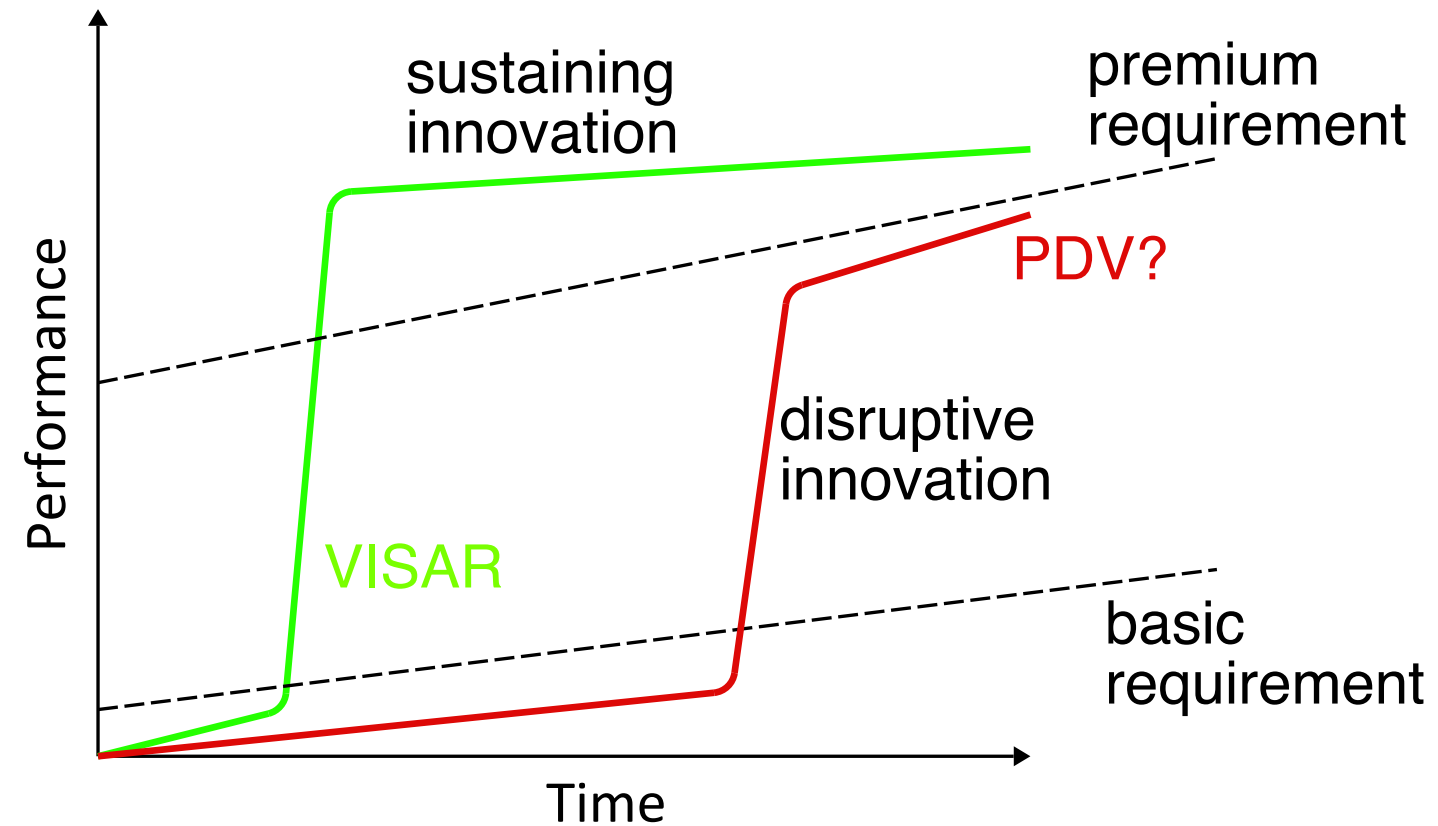 sustaining
innovation
premium
requirement
PDV?
disruptive
innovation
VISAR
basic
requirement
Performance
Time